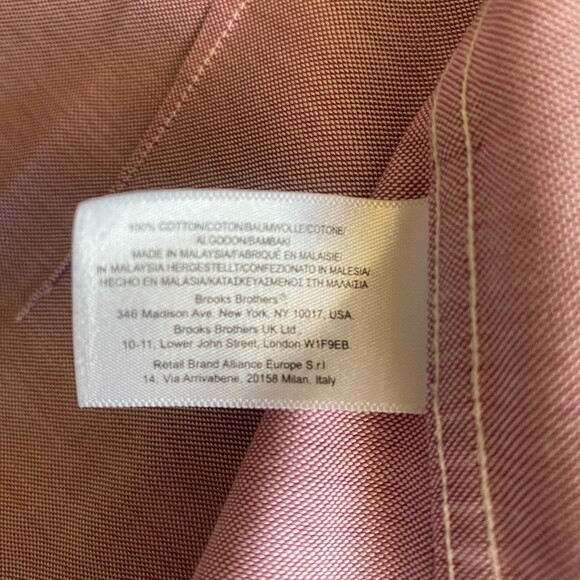 100% COTTON/COTON/BAUMWOLLE/COTONE/
ALGODON/BAMBAKI
MADE IN MALAYSIA/FABRIQUE EN MALAISIE/
IN MALAYSIA HERGESTELLT/CONFEZIONATO IN MALESIA/
HECHO EN MALASIA/ΚΑΤΑΣΚΕΥΑΣΜΕΝΟΣ ΣΤΗ ΜΑΛΑΙΣΙΑ
Brooks Brothers®
346 Madison Ave. New York, NY 10017, USA.
Brooks Brothers UK Ltd.,
10-11, Lower John Street, London W1F9EB.
Retail Brand Alliance Europe S.r.l
14, Via Arrivabene, 20158 Milan, Italy